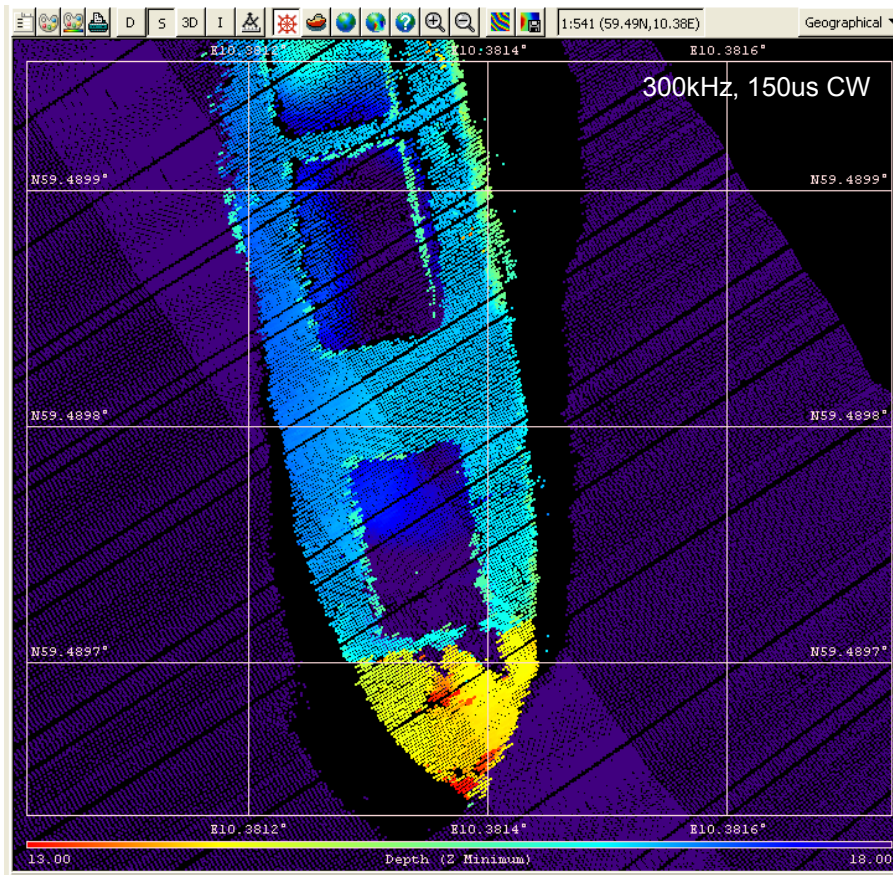 D S 3D I 1:541 (59.49N,10.38E) Geographical
E10.3812° E10.3814° E10.3816°
300kHz, 150us CW
N59.4899° N59.4899°
N59.4898° N59.4898°
N59.4897° N59.4897°
E10.3812° E10.3814° E10.3816°
13.00 Depth (Z Minimum) 18.00